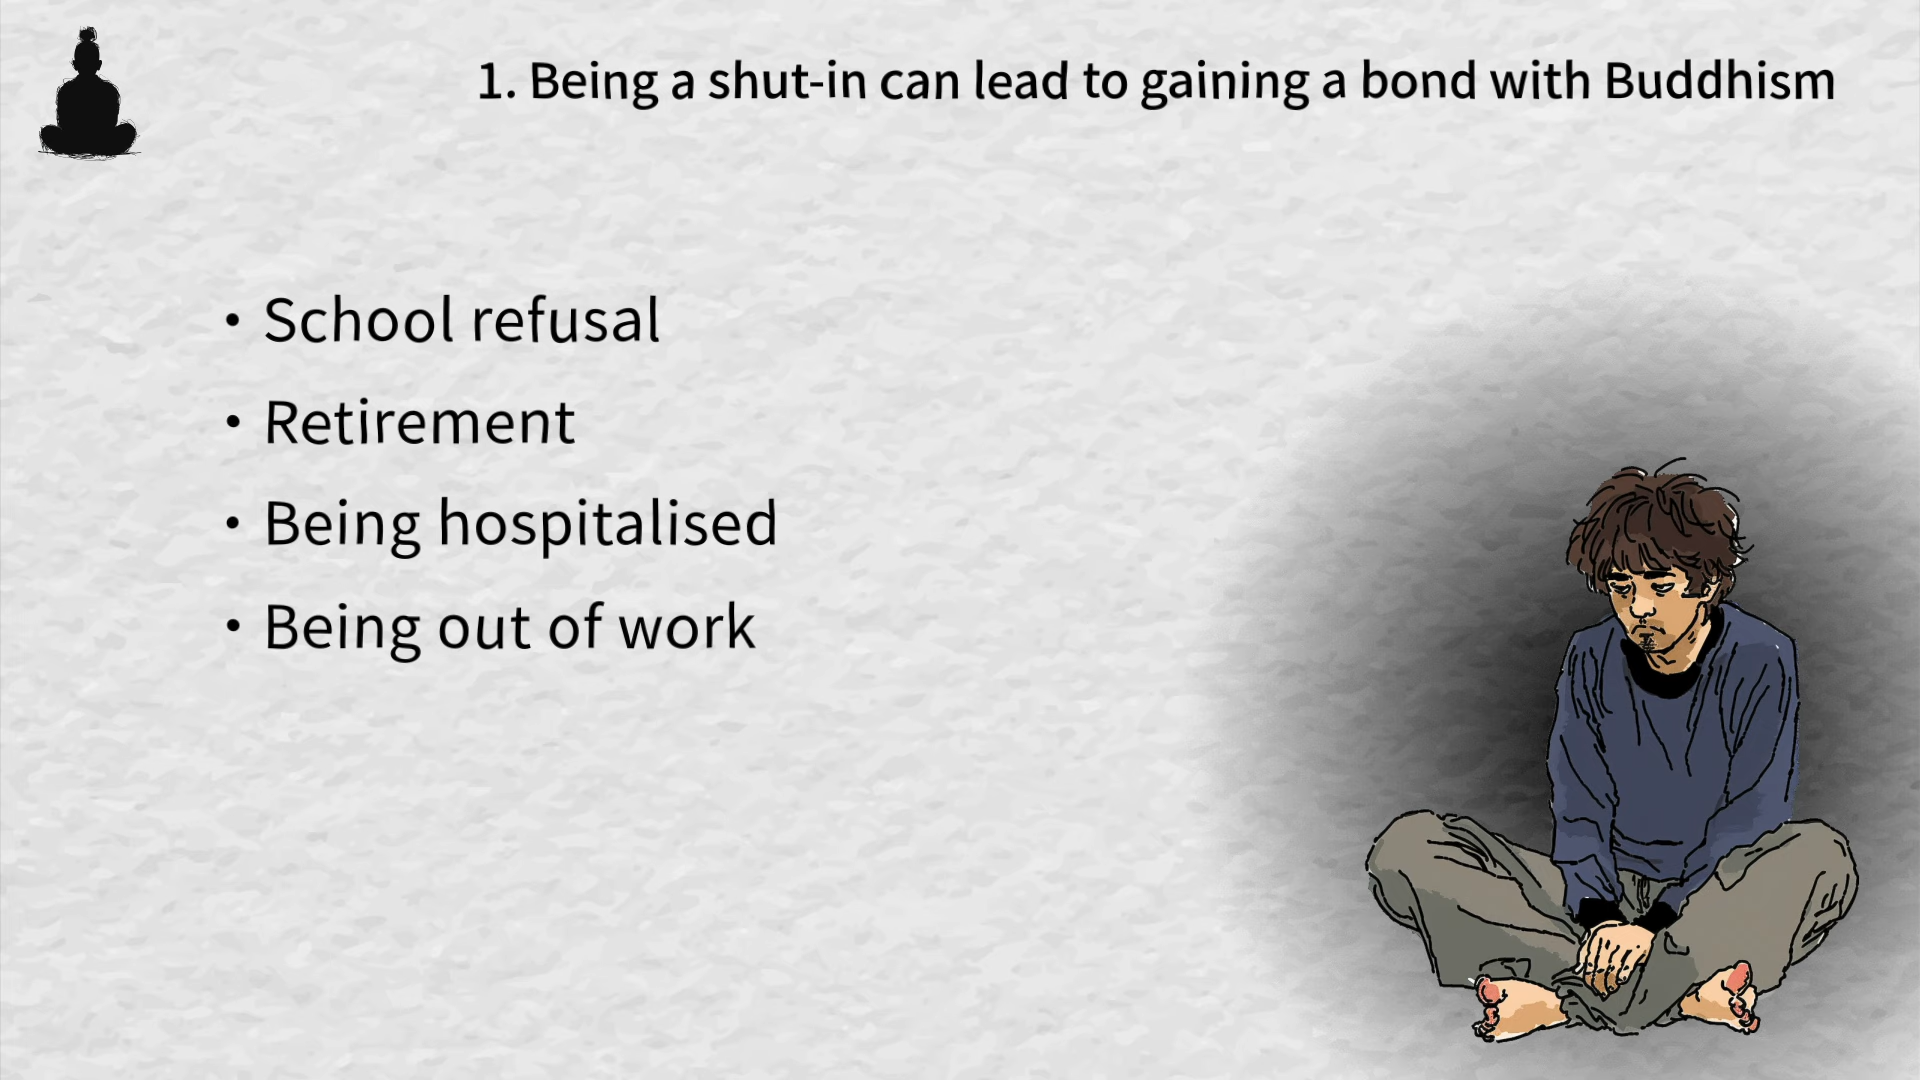 1. Being a shut-in can lead to gaining a bond with Buddhism
・School refusal
・Retirement
・Being hospitalised
・Being out of work